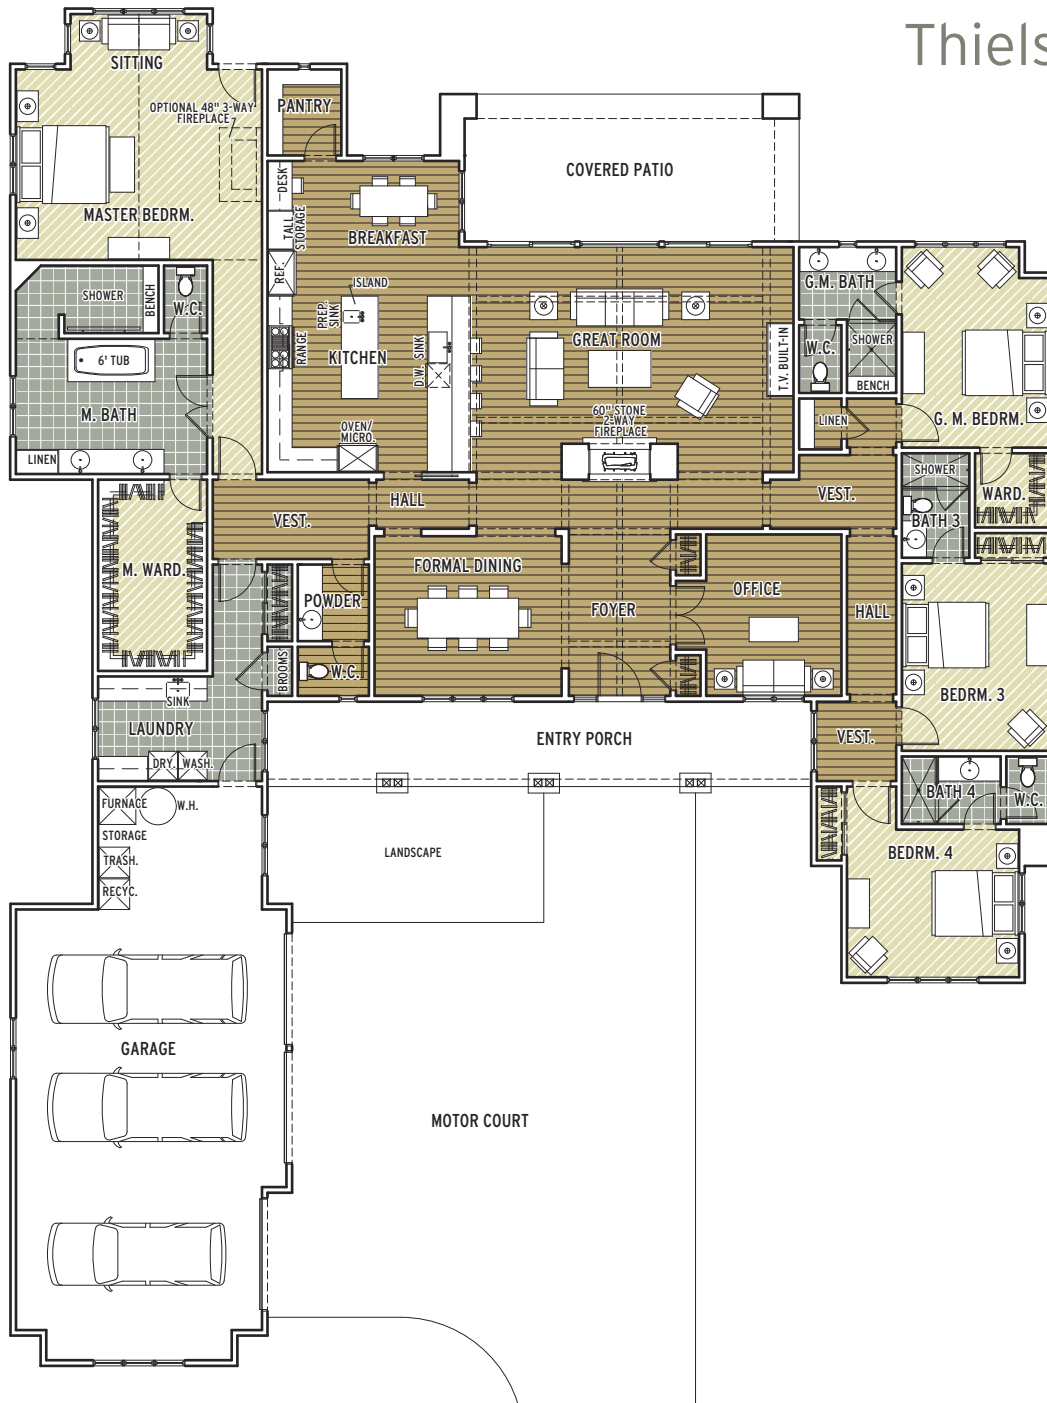 Thiels
SITTING
OPTIONAL 48" 3-WAY
FIREPLACE
MASTER BEDRM.
PANTRY
DESK
TALL
STORAGE
BREAKFAST
COVERED PATIO
REF.
ISLAND
PREP.
SINK
RANGE
KITCHEN
D.W.
SINK
OVEN/
MICRO.
GREAT ROOM
T.V. BUILT-IN
60" STONE
2-WAY
FIREPLACE
SHOWER
BENCH
W.C.
6' TUB
M. BATH
LINEN
G.M. BATH
W.C.
SHOWER
BENCH
LINEN
G. M. BEDRM.
HALL
VEST.
VEST.
SHOWER
BATH 3
WARD.
M. WARD.
POWDER
W.C.
BROOMS
FORMAL DINING
FOYER
OFFICE
HALL
BEDRM. 3
SINK
LAUNDRY
DRY.
WASH.
ENTRY PORCH
VEST.
BATH 4
W.C.
BEDRM. 4
FURNACE
W.H.
STORAGE
TRASH.
RECYC.
LANDSCAPE
GARAGE
MOTOR COURT